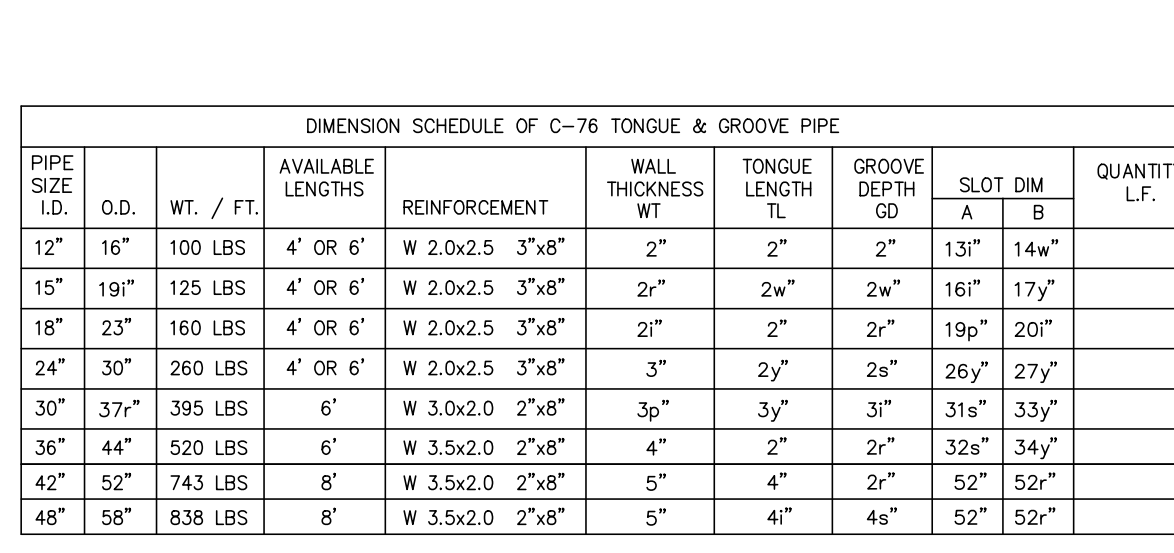 DIMENSION SCHEDULE OF C-76 TONGUE & GROOVE PIPE
PIPE SIZE I.D. O.D. WT. / FT. AVAILABLE LENGTHS REINFORCEMENT WALL THICKNESS WT TONGUE LENGTH TL GROOVE DEPTH GD SLOT DIM A B L.F.
12" 16" 100 LBS 4' OR 6' W 2.0x2.5 3"x8" 2" 2" 2" 13i" 14w"
15" 19i" 125 LBS 4' OR 6' W 2.0x2.5 3"x8" 2r" 2w" 2w" 16i" 17y"
18" 23" 160 LBS 4' OR 6' W 2.0x2.5 3"x8" 2i" 2" 2r" 19p" 20i"
24" 30" 260 LBS 4' OR 6' W 2.0x2.5 3"x8" 3" 2y" 2s" 26y" 27y"
30" 37r" 395 LBS 6' W 3.0x2.0 2"x8" 3p" 3y" 3i" 31s" 33y"
36" 44" 520 LBS 6' W 3.5x2.0 2"x8" 4" 2" 2r" 32s" 34y"
42" 52" 743 LBS 8' W 3.5x2.0 2"x8" 5" 4" 2r" 52" 52r"
48" 58" 838 LBS 8' W 3.5x2.0 2"x8" 5" 4i" 4s" 52" 52r"